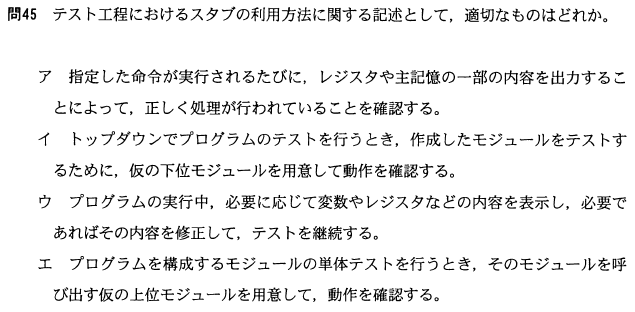 問45 テスト工程におけるスタブの利用方法に関する記述として，適切なものはどれか。
ア 指定した命令が実行されるたびに，レジスタや主記憶の一部の内容を出力するこ
とによって，正しく処理が行われていることを確認する。
イ トップダウンでプログラムのテストを行うとき，作成したモジュールをテストす
るために，仮の下位モジュールを用意して動作を確認する。
ウ プログラムの実行中，必要に応じて変数やレジスタなどの内容を表示し，必要で
あればその内容を修正して，テストを継続する。
エ プログラムを構成するモジュールの単体テストを行うとき，そのモジュールを呼
び出す仮の上位モジュールを用意して，動作を確認する。